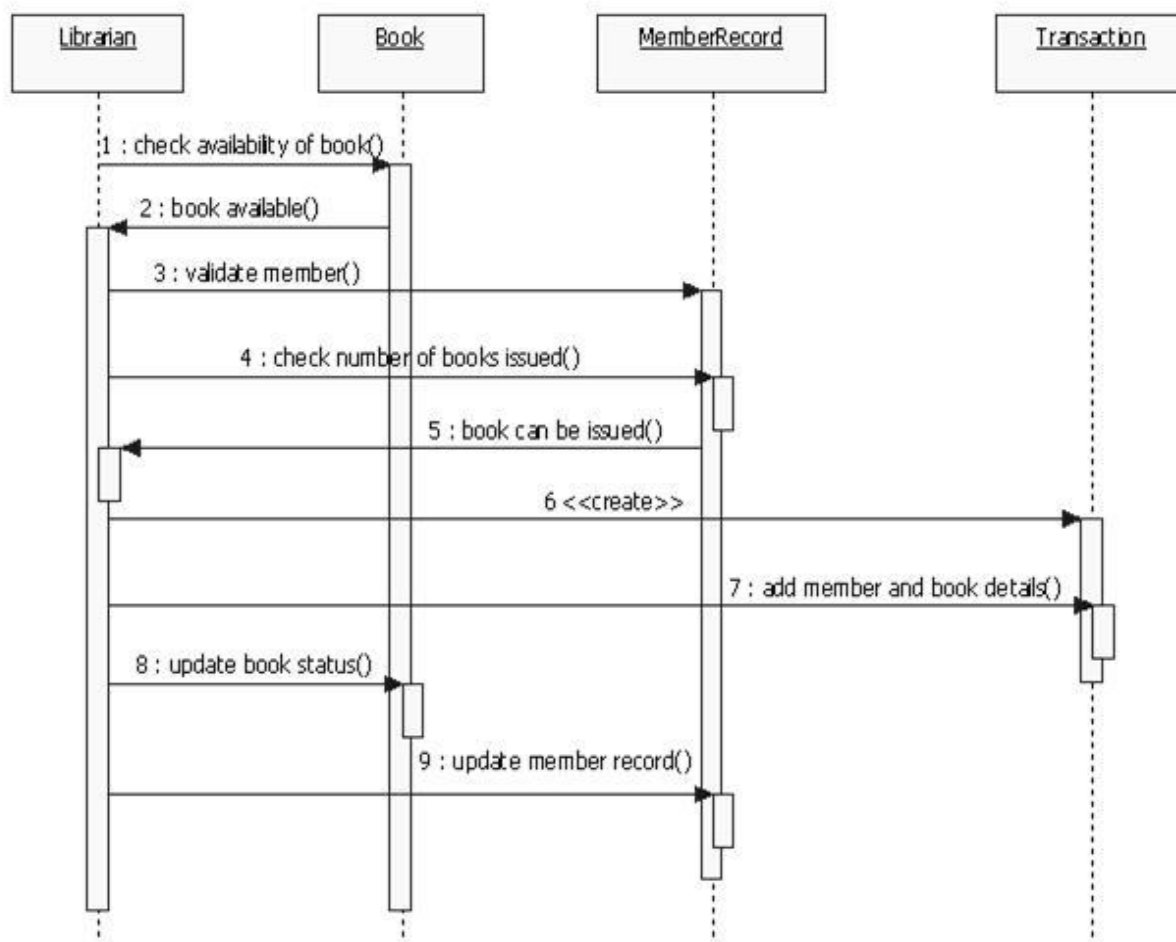 Librarian
Book
MemberRecord
Transaction
1 : check availability of book()
2 : book available()
3 : validate member()
4 : check number of books issued()
5 : book can be issued()
6 <<create>>
7 : add member and book details()
8 : update book status()
9 : update member record()